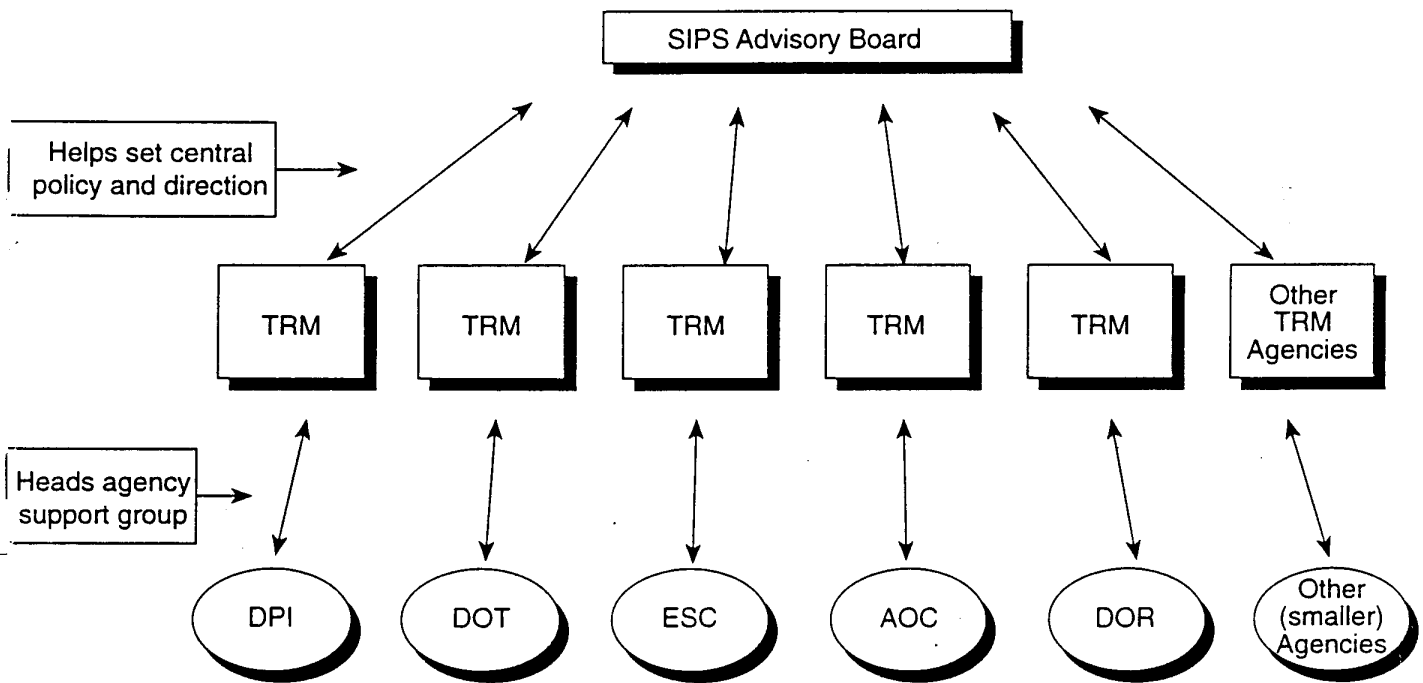 SIPS Advisory Board
Helps set central
policy and direction
TRM
TRM
TRM
TRM
TRM
Other
TRM
Agencies
Heads agency
support group
DPI
DOT
ESC
AOC
DOR
Other
(smaller)
Agencies